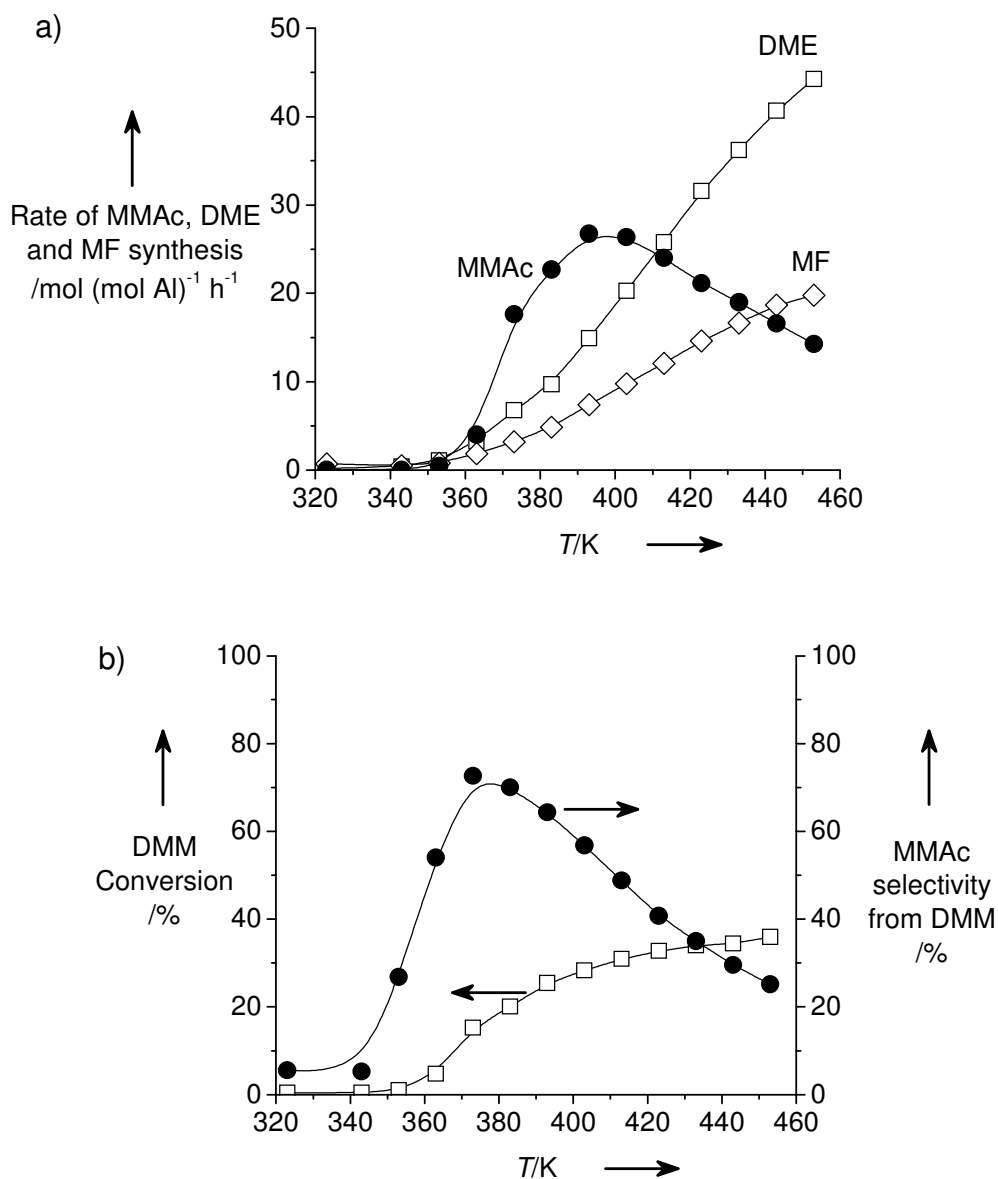 a)
50
40
30
20
10
0
Rate of MMAc, DME
and MF synthesis
/mol (mol Al)⁻¹ h⁻¹
DME
MMAc
MF
320 340 360 380 400 420 440 460
T/K
b)
100
80
60
40
20
0
DMM
Conversion
/%
100
80
60
40
20
0
MMAc
selectivity
from DMM
/%
320 340 360 380 400 420 440 460
T/K